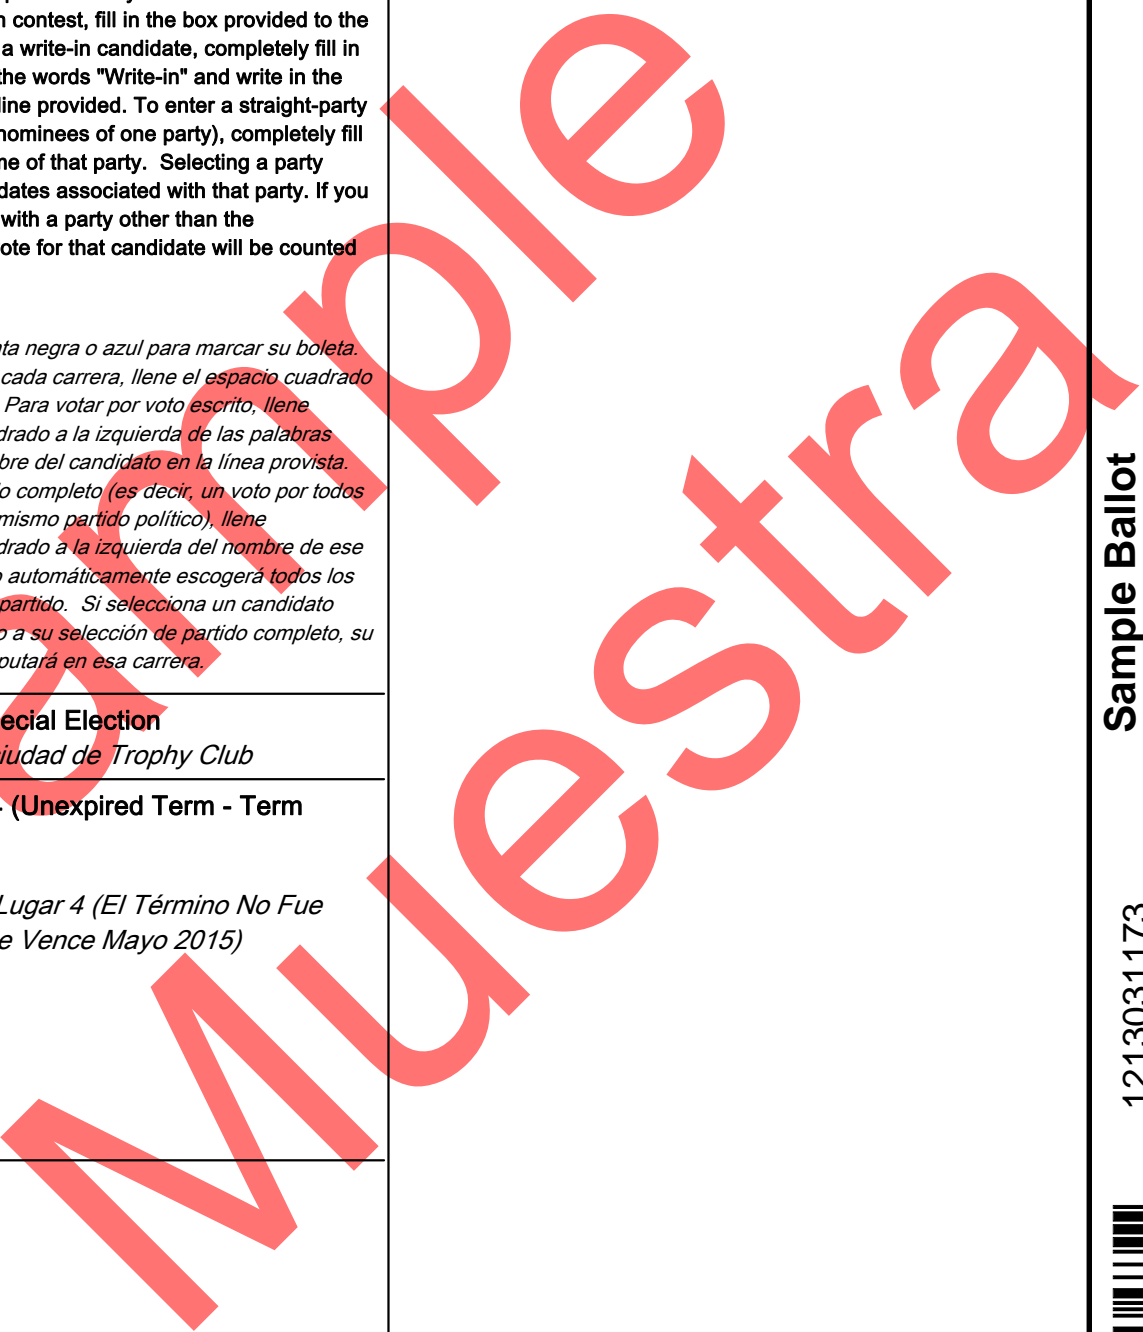 n contest, fill in the box provided to the
a write-in candidate, completely fill in
the words "Write-in" and write in the
line provided. To enter a straight-party
nominees of one party), completely fill
ne of that party. Selecting a party
dates associated with that party. If you
with a party other than the
ote for that candidate will be counted
ta negra o azul para marcar su boleta.
cada carrera, llene el espacio cuadrado
Para votar por voto escrito, llene
drado a la izquierda de las palabras
bre del candidato en la línea provista.
o completo (es decir, un voto por todos
mismo partido político), llene
drado a la izquierda del nombre de ese
o automáticamente escogerá todos los
partido. Si selecciona un candidato
o a su selección de partido completo, su
putará en esa carrera.
ecial Election
ciudad de Trophy Club
- (Unexpired Term - Term
Lugar 4 (El Término No Fue
e Vence Mayo 2015)
ample
Muestra
Sample Ballot
1213031173